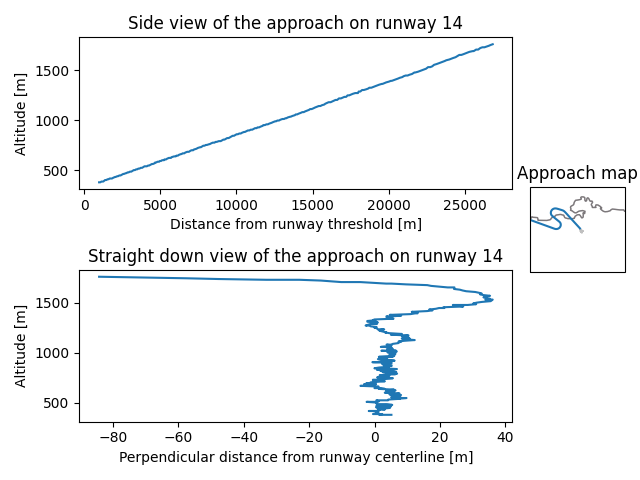 Side view of the approach on runway 14
Altitude [m]
1500
1000
500
0
5000
10000
15000
20000
25000
Distance from runway threshold [m]
Approach map
Straight down view of the approach on runway 14
Altitude [m]
1500
1000
500
−80
−60
−40
−20
0
20
40
Perpendicular distance from runway centerline [m]